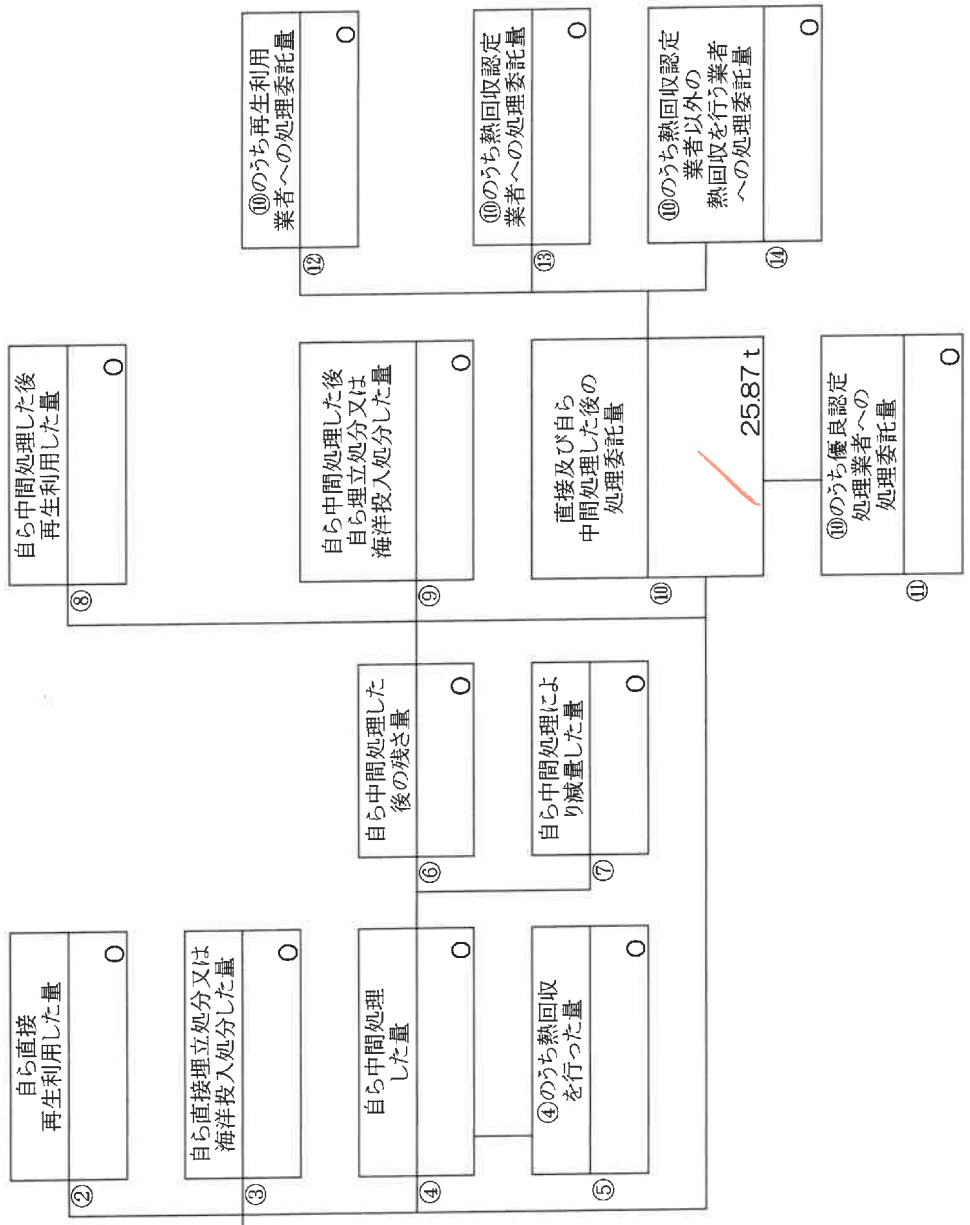 ②
自ら直接
再生利用した量
0
③
自ら直接埋立処分又は
海洋投入処分した量
0
④
自ら中間処理
した量
0
⑤
④のうち熱回収
を行った量
0
⑥
自ら中間処理した
後の残さ量
0
⑦
自ら中間処理によ
り減量した量
0
⑧
自ら中間処理した後
再生利用した量
0
⑨
自ら中間処理した後
自ら埋立処分又は
海洋投入処分した量
0
⑩
直接及び自ら
中間処理した後の
処理委託量
25.87t
⑪
⑩のうち優良認定
処理業者への
処理委託量
0
⑫
⑩のうち再生利用
業者への処理委託量
0
⑬
⑩のうち熱回収認定
業者への処理委託量
0
⑭
⑩のうち熱回収認定
業者以外の
熱回収を行う業者
への処理委託量
0